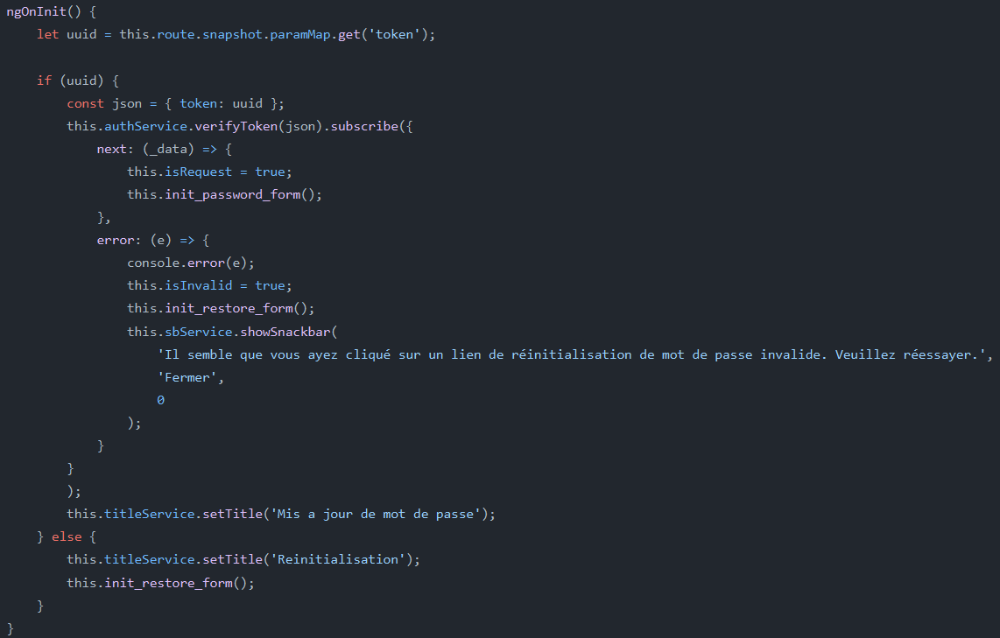 ngOnInit() {
let uuid = this.route.snapshot.paramMap.get('token');
if (uuid) {
const json = { token: uuid };
this.authService.verifyToken(json).subscribe({
next: (_data) => {
this.isRequest = true;
this.init_password_form();
},
error: (e) => {
console.error(e);
this.isInvalid = true;
this.init_restore_form();
this.sbService.showSnackbar(
'Il semble que vous ayez cliqué sur un lien de réinitialisation de mot de passe invalide. Veuillez réessayer.',
'Fermer',
0
);
}
}
);
this.titleService.setTitle('Mis a jour de mot de passe');
} else {
this.titleService.setTitle('Reinitialisation');
this.init_restore_form();
}
}